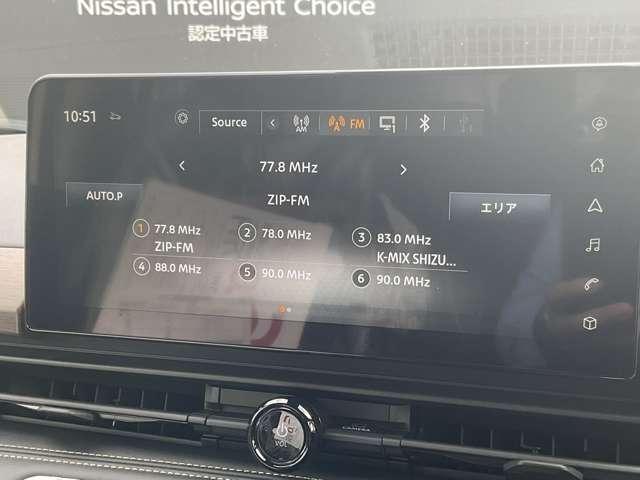 Nissan Intelligent Choice
認定中古車
10:51
Source AM FM
77.8 MHz
ZIP-FM
AUTO.P
エリア
1 77.8 MHz
ZIP-FM
2 78.0 MHz
3 83.0 MHz
K-MIX SHIZU...
4 88.0 MHz
5 90.0 MHz
6 90.0 MHz
VOL
CAMERA